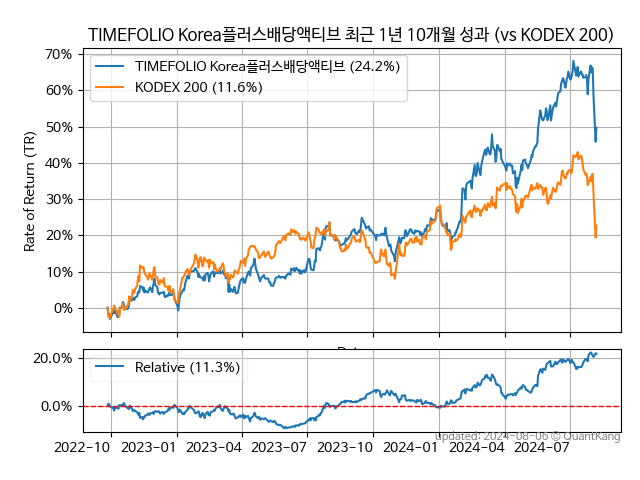 TIMEFOLIO Korea플러스배당액티브 최근 1년 10개월 성과 (vs KODEX 200)
70%
60%
50%
40%
30%
20%
10%
0%
Rate of Return (TR)
TIMEFOLIO Korea플러스배당액티브 (24.2%)
KODEX 200 (11.6%)
20.0%
0.0%
Relative (11.3%)
2022-10 2023-01 2023-04 2023-07 2023-10 2024-01 2024-04 2024-07
Updated: 2024-08-06 © QuantKang